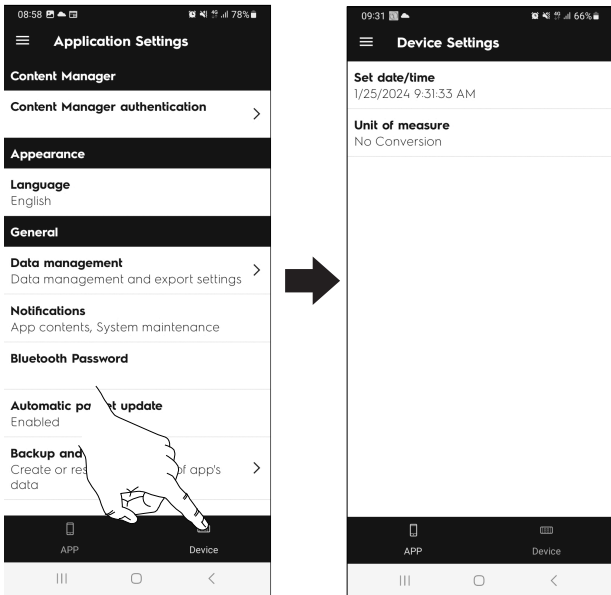 08:58 78%
Application Settings
Content Manager
Content Manager authentication
Appearance
Language
English
General
Data management
Data management and export settings
Notifications
App contents, System maintenance
Bluetooth Password
Automatic pa t update
Enabled
Backup and
Create or res of app's
data
APP Device
09:31 66%
Device Settings
Set date/time
1/25/2024 9:31:33 AM
Unit of measure
No Conversion
APP Device